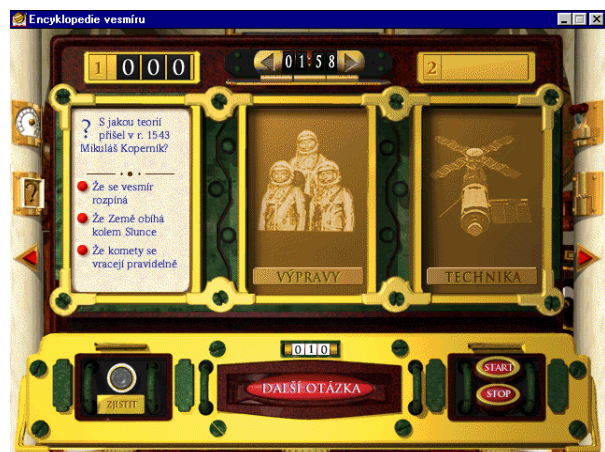 Encyklopedie vesmíru
1 000
01:58
2
? S jakou teorií
přišel v r. 1543
Mikuláš Koperník?
Že se vesmír
rozpíná
Že Země obíhá
kolem Slunce
Že komety se
vracejí pravidelně
VÝPRAVY
TECHNIKA
?
010
ZJISTIT
DALŠÍ OTÁZKA
START
STOP